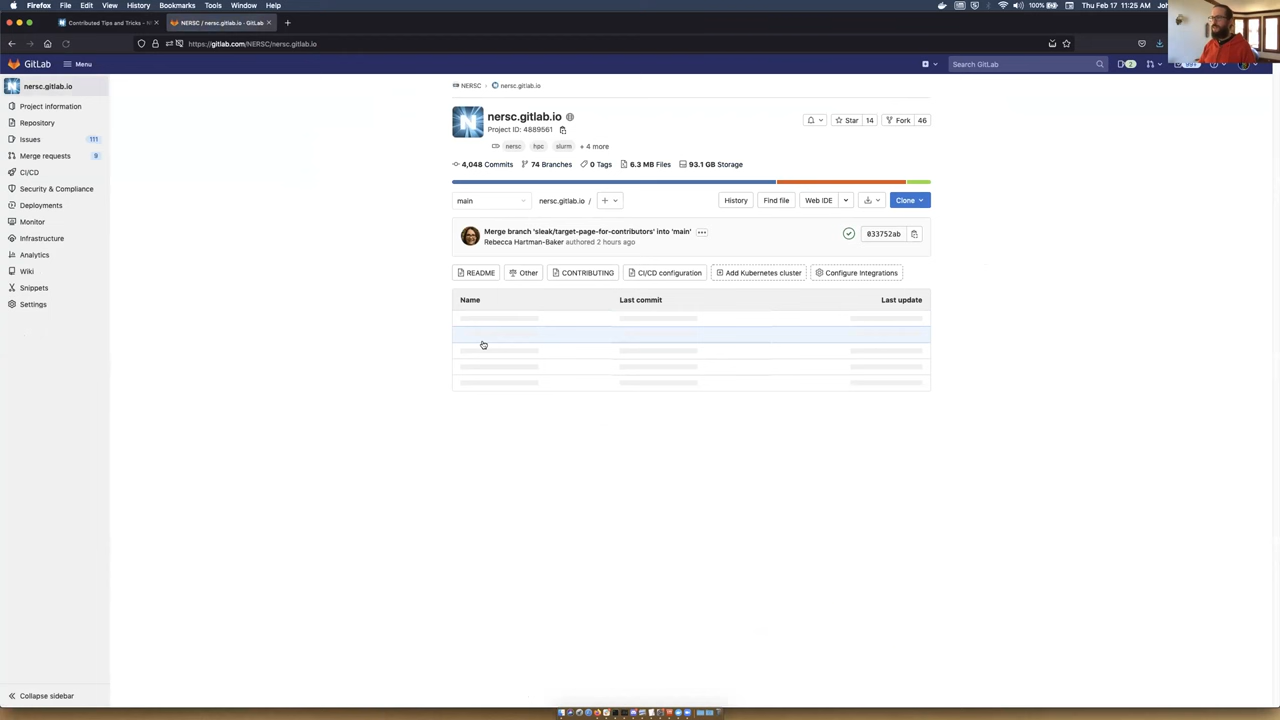 Firefox File Edit View History Bookmarks Tools Window Help
100% Thu Feb 17 11:25 AM
Contributed Tips and Tricks - NE
NERSC / nersc.gitlab.io · GitLab
https://gitlab.com/NERSC/nersc.gitlab.io
GitLab Menu Search GitLab 2
nersc.gitlab.io
Project information
Repository
Issues 111
Merge requests 9
CI/CD
Security & Compliance
Deployments
Monitor
Infrastructure
Analytics
Wiki
Snippets
Settings
Collapse sidebar
NERSC › nersc.gitlab.io
nersc.gitlab.io
Project ID: 4889561
Star 14 Fork 46
nersc hpc slurm + 4 more
4,048 Commits 74 Branches 0 Tags 6.3 MB Files 93.1 GB Storage
main nersc.gitlab.io / + History Find file Web IDE Clone
Merge branch 'sleak/target-page-for-contributors' into 'main'
Rebecca Hartman-Baker authored 2 hours ago
033752ab
README Other CONTRIBUTING CI/CD configuration Add Kubernetes cluster Configure Integrations
Name Last commit Last update